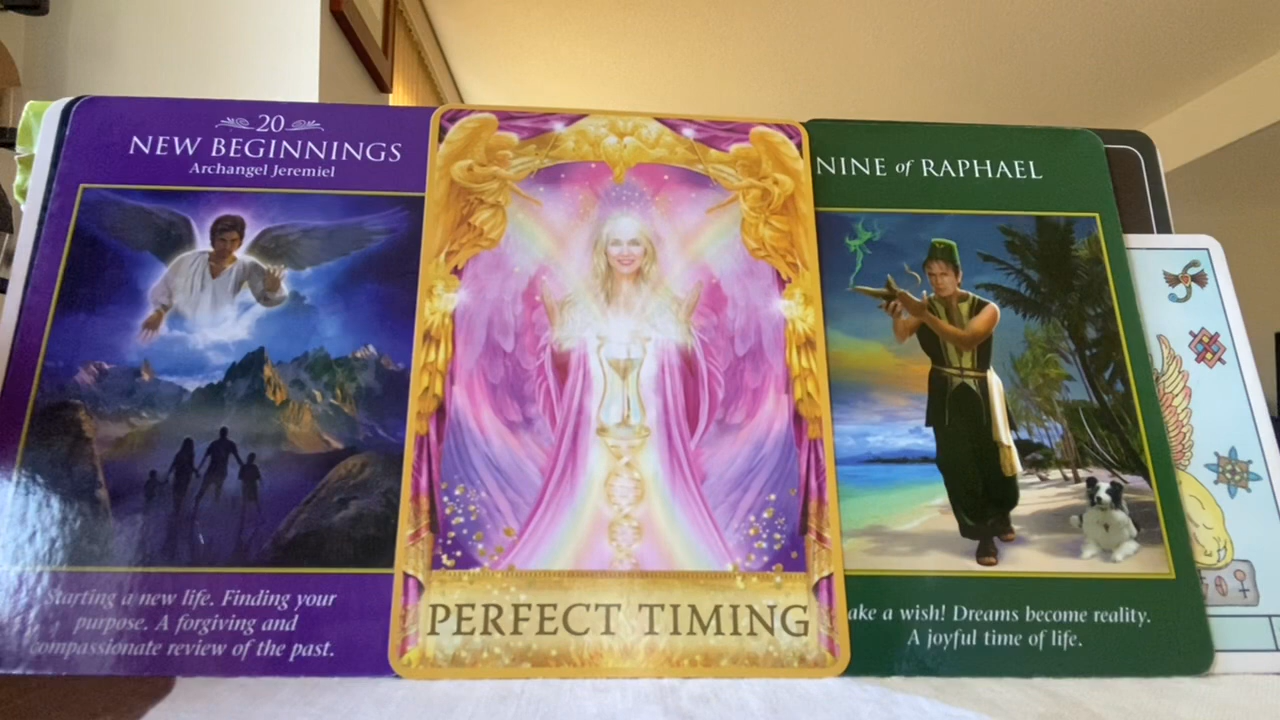 20
NEW BEGINNINGS
Archangel Jeremiel
Starting a new life. Finding your
purpose. A forgiving and
compassionate review of the past.
PERFECT TIMING
NINE of RAPHAEL
ake a wish! Dreams become reality.
A joyful time of life.